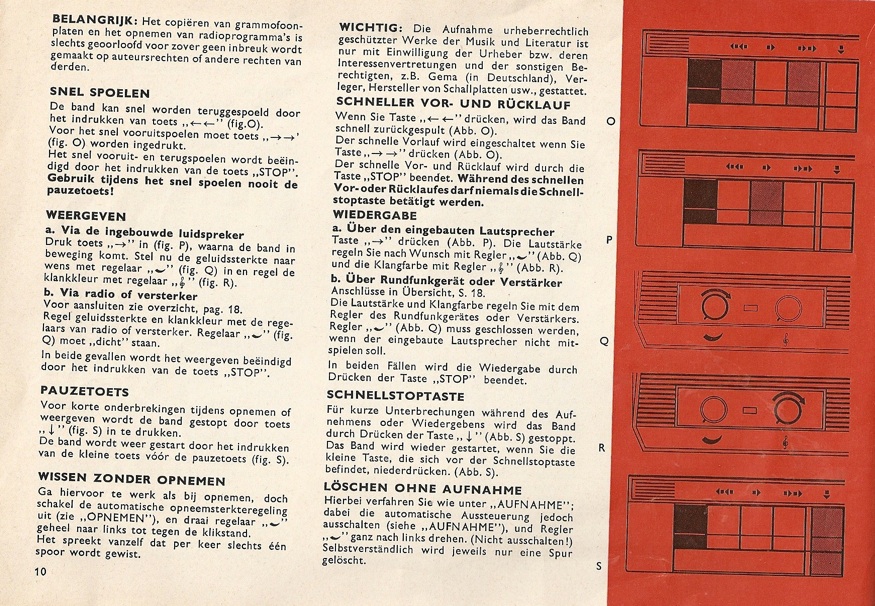 BELANGRIJK: Het copiëren van grammofoon-
platen en het opnemen van radioprogramma's is
slechts geoorloofd voor zover geen inbreuk wordt
gemaakt op auteursrechten of andere rechten van
derden.
SNEL SPOELEN
De band kan snel worden teruggespoeld door
het indrukken van toets „←←” (fig.O).
Voor het snel vooruitspoelen moet toets „→→’
(fig. O) worden ingedrukt.
Het snel vooruit- en terugspoelen wordt beëin-
digd door het indrukken van de toets „STOP”.
Gebruik tijdens het snel spoelen nooit de
pauzetoets!
WEERGEVEN
a. Via de ingebouwde luidspreker
Druk toets „→” in (fig. P), waarna de band in
beweging komt. Stel nu de geluidssterkte naar
wens met regelaar „⌣” (fig. Q) en regel de
klankkleur met regelaar „𝄞” (fig. R).
b. Via radio of versterker
Voor aansluiten zie overzicht, pag. 18.
Regel geluidssterkte en klankkleur met de rege-
laars van radio of versterker. Regelaar „⌣” (fig.
Q) moet „dicht” staan.
In beide gevallen wordt het weergeven beëindigd
door het indrukken van de toets „STOP”.
PAUZETOETS
Voor korte onderbrekingen tijdens opnemen of
weergeven wordt de band gestopt door toets
„↓” (fig. S) in te drukken.
De band wordt weer gestart door het indrukken
van de kleine toets vóór de pauzetoets (fig. S).
WISSEN ZONDER OPNEMEN
Ga hiervoor te werk als bij opnemen, doch
schakel de automatische opneemsterkteregeling
uit (zie „OPNEMEN”), en draai regelaar „⌣”
geheel naar links tot tegen de klikstand.
Het spreekt vanzelf dat per keer slechts één
spoor wordt gewist.
10
WICHTIG: Die Aufnahme urheberrechtlich
geschützter Werke der Musik und Literatur ist
nur mit Einwilligung der Urheber bzw. deren
Interessenvertretungen und der sonstigen Be-
rechtigten, z.B. Gema (in Deutschland), Ver-
leger, Hersteller von Schallplatten usw., gestattet.
SCHNELLER VOR- UND RÜCKLAUF
Wenn Sie Taste „←←” drücken, wird das Band
schnell zurückgespult (Abb. O).
Der schnelle Vorlauf wird eingeschaltet wenn Sie
Taste „→→” drücken (Abb. O).
Der schnelle Vor- und Rücklauf wird durch die
Taste „STOP” beendet. Während des schnellen
Vor- oder Rücklaufes darf niemals die Schnell-
stoptaste betätigt werden.
WIEDERGABE
a. Über den eingebauten Lautsprecher
Taste „→” drücken (Abb. P). Die Lautstärke
regeln Sie nach Wunsch mit Regler „⌣” (Abb. Q)
und die Klangfarbe mit Regler „𝄞” (Abb. R).
b. Über Rundfunkgerät oder Verstärker
Anschlüsse in Übersicht, S. 18.
Die Lautstärke und Klangfarbe regeln Sie mit dem
Regler des Rundfunkgerätes oder Verstärkers.
Regler „⌣” (Abb. Q) muss geschlossen werden,
wenn der eingebaute Lautsprecher nicht mit-
spielen soll.
In beiden Fällen wird die Wiedergabe durch
Drücken der Taste „STOP” beendet.
SCHNELLSTOPTASTE
Für kurze Unterbrechungen während des Auf-
nehmens oder Wiedergebens wird das Band
durch Drücken der Taste „↓” (Abb. S) gestoppt.
Das Band wird wieder gestartet, wenn Sie die
kleine Taste, die sich vor der Schnellstoptaste
befindet, niederdrücken. (Abb. S).
LÖSCHEN OHNE AUFNAHME
Hierbei verfahren Sie wie unter „AUFNAHME”;
dabei die automatische Aussteuerung jedoch
ausschalten (siehe „AUFNAHME”), und Regler
„⌣” ganz nach links drehen. (Nicht ausschalten!)
Selbstverständlich wird jeweils nur eine Spur
gelöscht.
O
P
Q
R
S